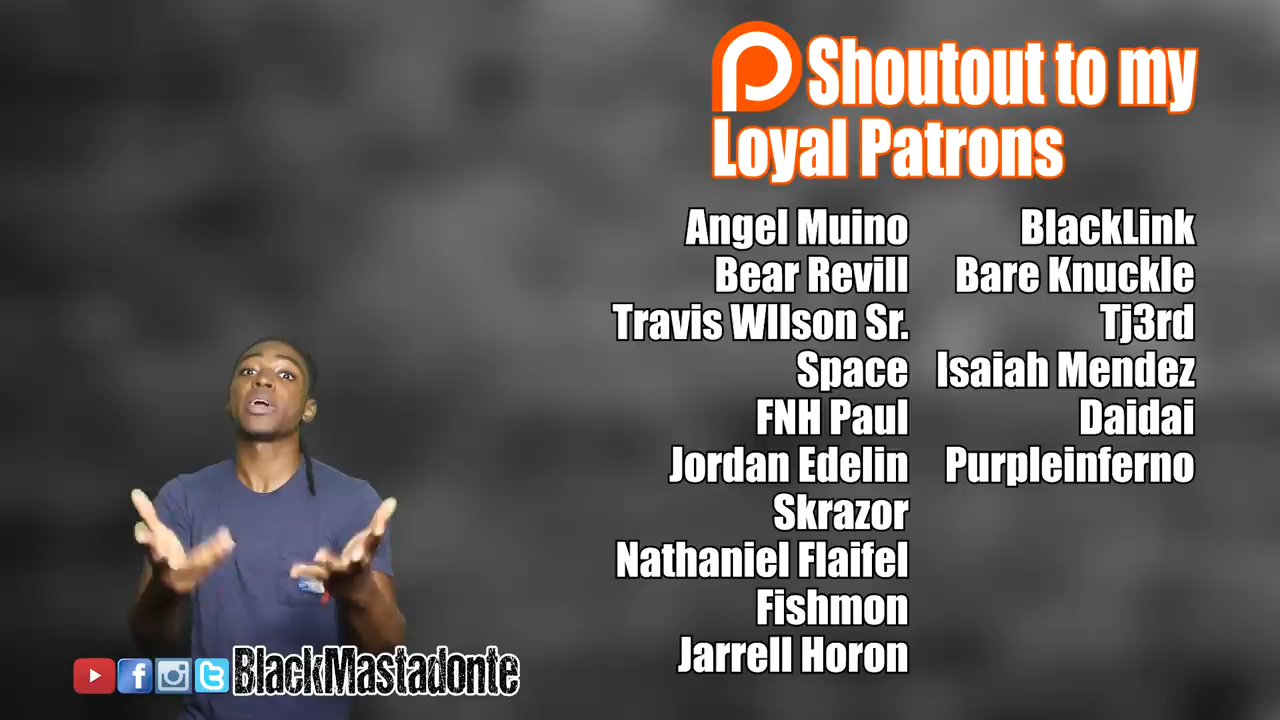 Shoutout to my
Loyal Patrons
Angel Muino
Bear Revill
Travis WIlson Sr.
Space
FNH Paul
Jordan Edelin
Skrazor
Nathaniel Flaifel
Fishmon
Jarrell Horon
BlackLink
Bare Knuckle
Tj3rd
Isaiah Mendez
Daidai
Purpleinferno
BlackMastadonte